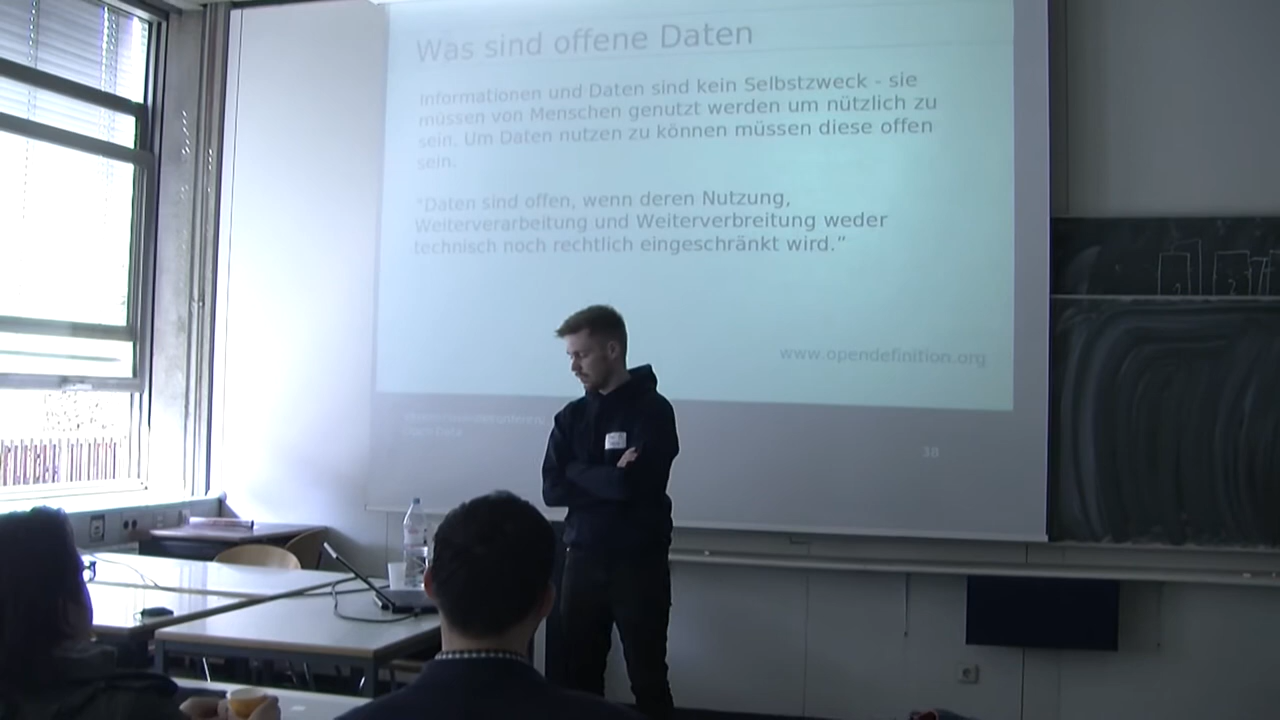 Was sind offene Daten
Informationen und Daten sind kein Selbstzweck - sie
müssen von Menschen genutzt werden um nützlich zu
sein. Um Daten nutzen zu können müssen diese offen
sein.
"Daten sind offen, wenn deren Nutzung,
Weiterverarbeitung und Weiterverbreitung weder
technisch noch rechtlich eingeschränkt wird.”
www.opendefinition.org
Open Data
38